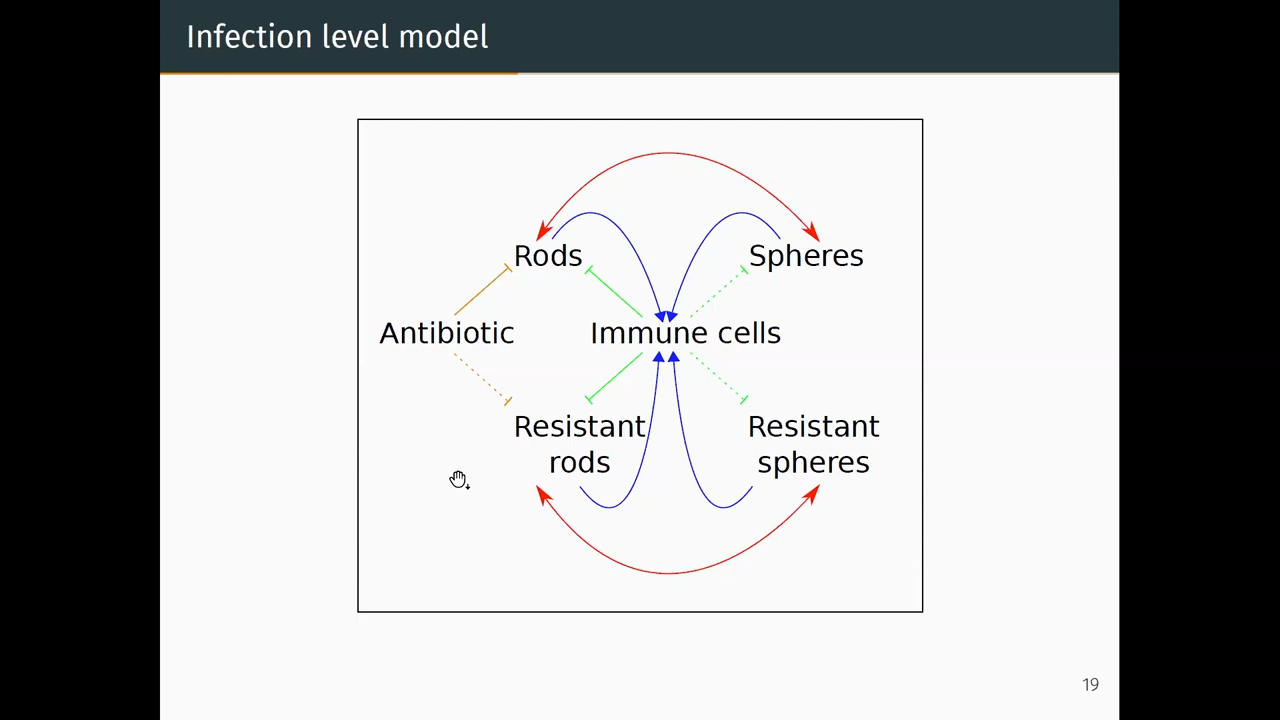 Infection level model
Rods
Spheres
Antibiotic
Immune cells
Resistant
rods
Resistant
spheres
19